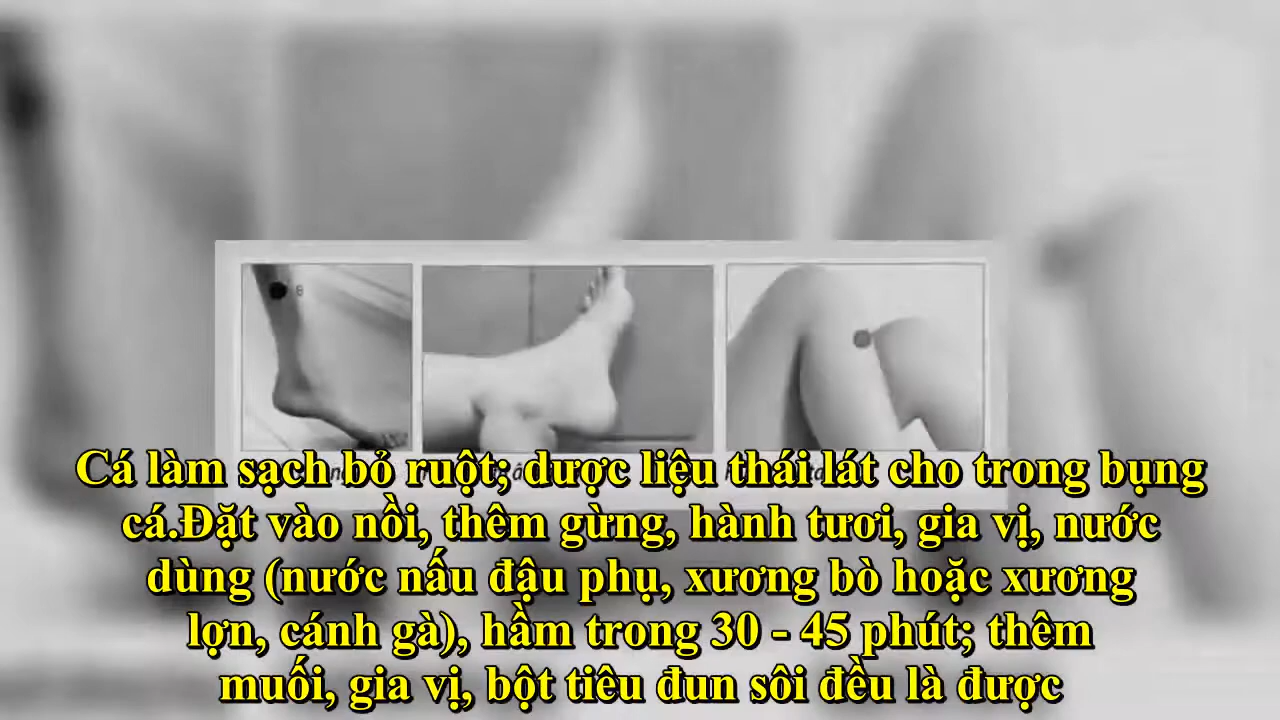 Cá làm sạch bỏ ruột; dược liệu thái lát cho trong bụng
cá.Đặt vào nồi, thêm gừng, hành tươi, gia vị, nước
dùng (nước nấu đậu phụ, xương bò hoặc xương
lợn, cánh gà), hầm trong 30 - 45 phút; thêm
muối, gia vị, bột tiêu đun sôi đều là được